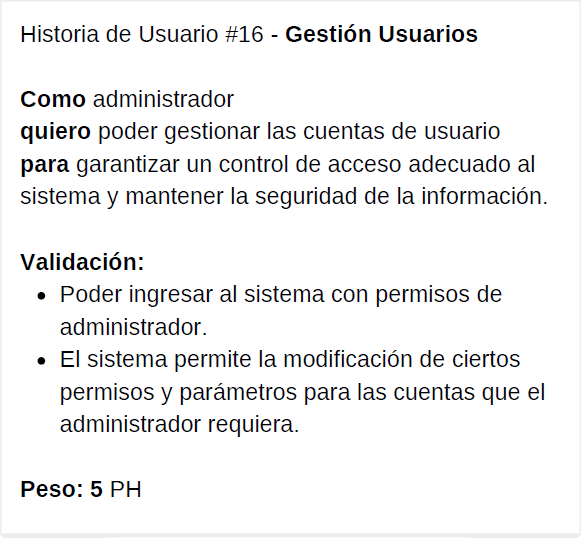 Historia de Usuario #16 - Gestión Usuarios
Como administrador
quiero poder gestionar las cuentas de usuario
para garantizar un control de acceso adecuado al
sistema y mantener la seguridad de la información.
Validación:
• Poder ingresar al sistema con permisos de
administrador.
• El sistema permite la modificación de ciertos
permisos y parámetros para las cuentas que el
administrador requiera.
Peso: 5 PH